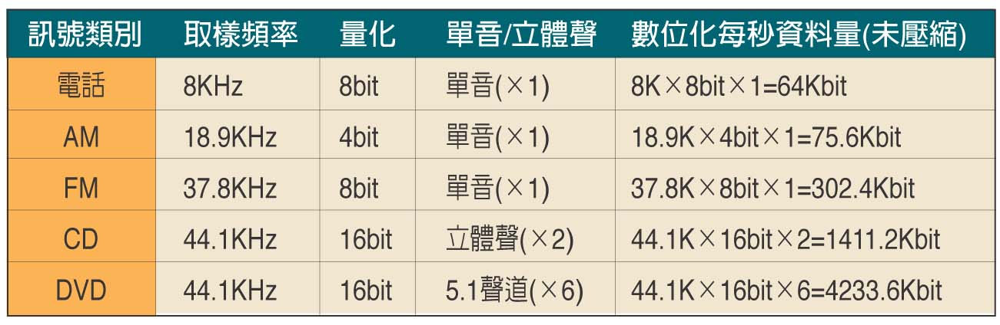 訊號類別 取樣頻率 量化 單音/立體聲 數位化每秒資料量(未壓縮)
電話 8KHz 8bit 單音(×1) 8K×8bit×1=64Kbit
AM 18.9KHz 4bit 單音(×1) 18.9K×4bit×1=75.6Kbit
FM 37.8KHz 8bit 單音(×1) 37.8K×8bit×1=302.4Kbit
CD 44.1KHz 16bit 立體聲(×2) 44.1K×16bit×2=1411.2Kbit
DVD 44.1KHz 16bit 5.1聲道(×6) 44.1K×16bit×6=4233.6Kbit